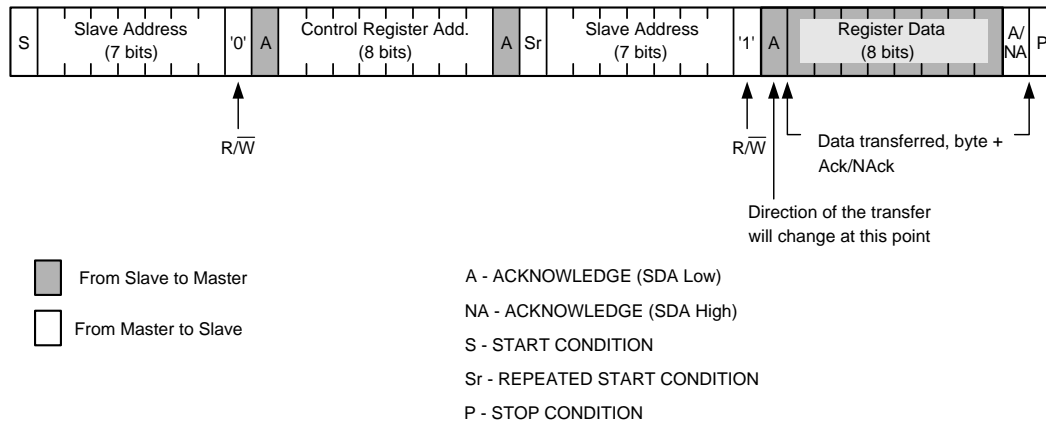 S Slave Address (7 bits) '0' A Control Register Add. (8 bits) A Sr Slave Address (7 bits) '1' A Register Data (8 bits) A/NA P
R/W̅
R/W̅
Data transferred, byte +
Ack/NAck
Direction of the transfer
will change at this point
From Slave to Master
From Master to Slave
A - ACKNOWLEDGE (SDA Low)
NA - ACKNOWLEDGE (SDA High)
S - START CONDITION
Sr - REPEATED START CONDITION
P - STOP CONDITION